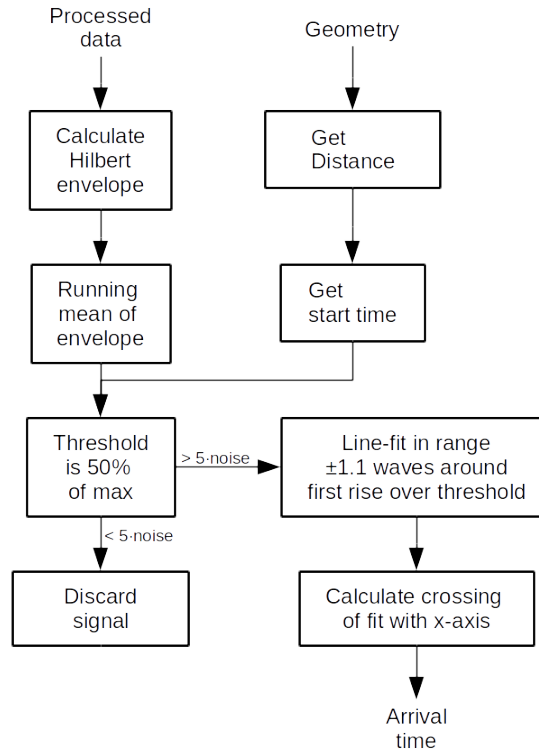 Processed
data
Geometry
Calculate
Hilbert
envelope
Get
Distance
Running
mean of
envelope
Get
start time
Threshold
is 50%
of max
> 5·noise
Line-fit in range
±1.1 waves around
first rise over threshold
< 5·noise
Discard
signal
Calculate crossing
of fit with x-axis
Arrival
time